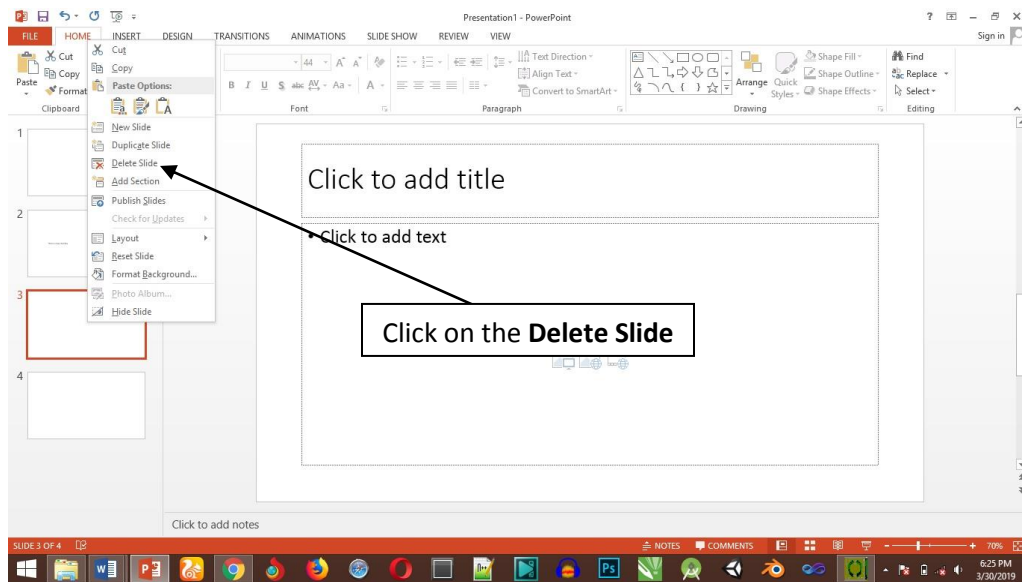 Presentation1 - PowerPoint
FILE HOME INSERT DESIGN TRANSITIONS ANIMATIONS SLIDE SHOW REVIEW VIEW Sign in
Paste
Cut
Copy
Format
Clipboard
44
Aa
B I U S abc AV Aa A
Font
Text Direction
Align Text
Convert to SmartArt
Paragraph
Arrange
Quick
Styles
Shape Fill
Shape Outline
Shape Effects
Drawing
Find
Replace
Select
Editing
Cut
Copy
Paste Options:
New Slide
Duplicate Slide
Delete Slide
Add Section
Publish Slides
Check for Updates
Layout
Reset Slide
Format Background...
Photo Album...
Hide Slide
1
2
3
4
Click to add title
• Click to add text
Click on the Delete Slide
Click to add notes
SLIDE 3 OF 4
NOTES COMMENTS 70%
6:25 PM
3/30/2019